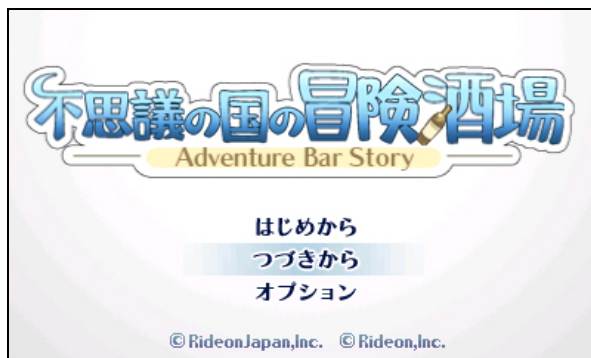 不思議の国の冒険酒場
Adventure Bar Story
はじめから
つづきから
オプション
© RideonJapan,Inc. © Rideon,Inc.